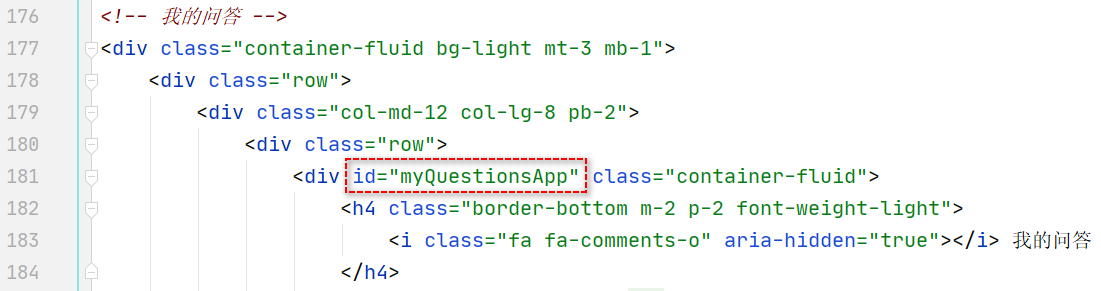 176 <!-- 我的问答 -->
177 <div class="container-fluid bg-light mt-3 mb-1">
178 <div class="row">
179 <div class="col-md-12 col-lg-8 pb-2">
180 <div class="row">
181 <div id="myQuestionsApp" class="container-fluid">
182 <h4 class="border-bottom m-2 p-2 font-weight-light">
183 <i class="fa fa-comments-o" aria-hidden="true"></i> 我的问答
184 </h4>